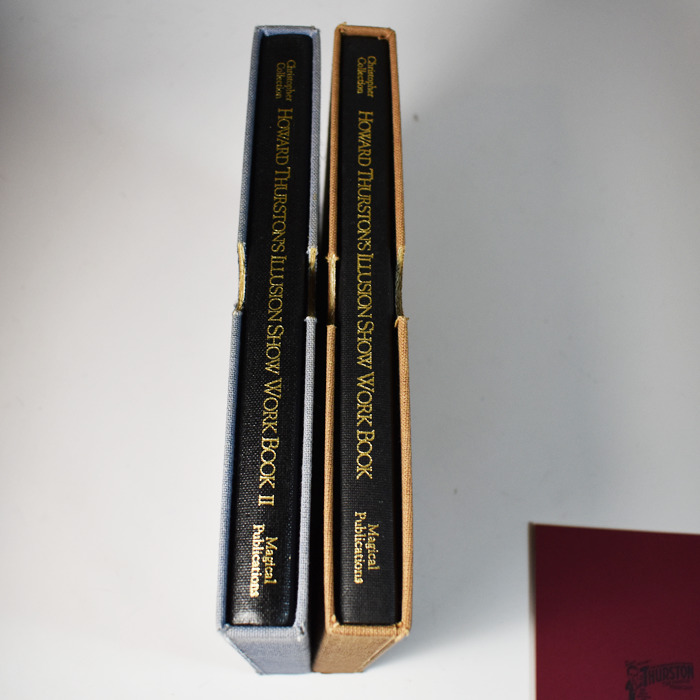 Christopher
Collection
HOWARD THURSTON'S ILLUSION SHOW WORK BOOK II
Magical
Publications
Christopher
Collection
HOWARD THURSTON'S ILLUSION SHOW WORK BOOK
Magical
Publications
THURSTON